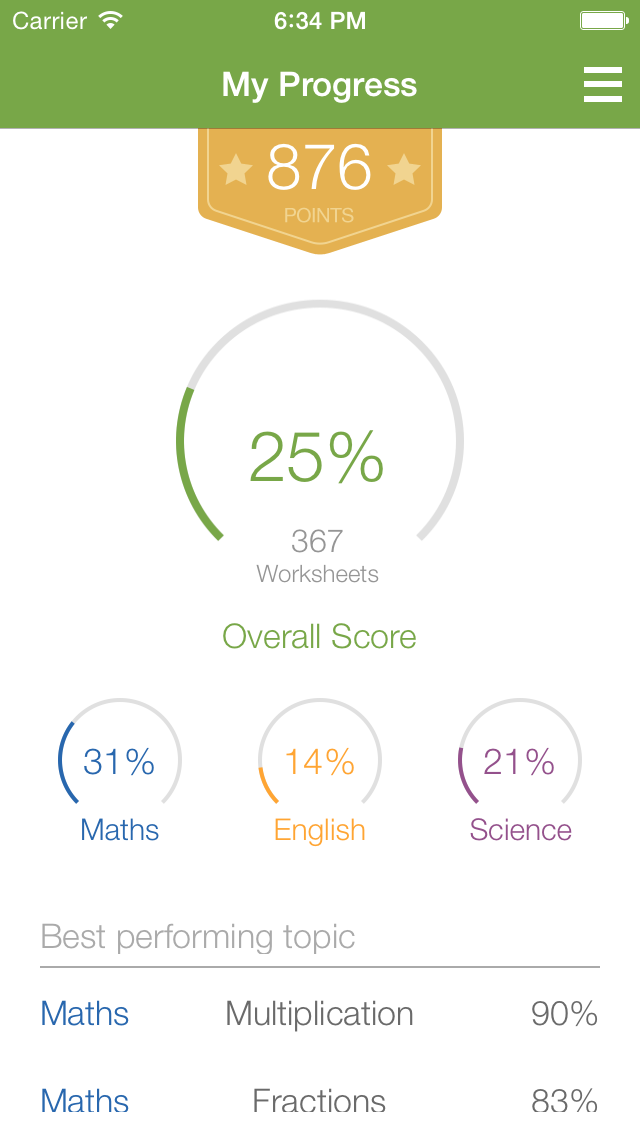 Carrier 6:34 PM
My Progress
876
POINTS
25%
367
Worksheets
Overall Score
31% 14% 21%
Maths English Science
Best performing topic
Maths Multiplication 90%
Maths Fractions 83%